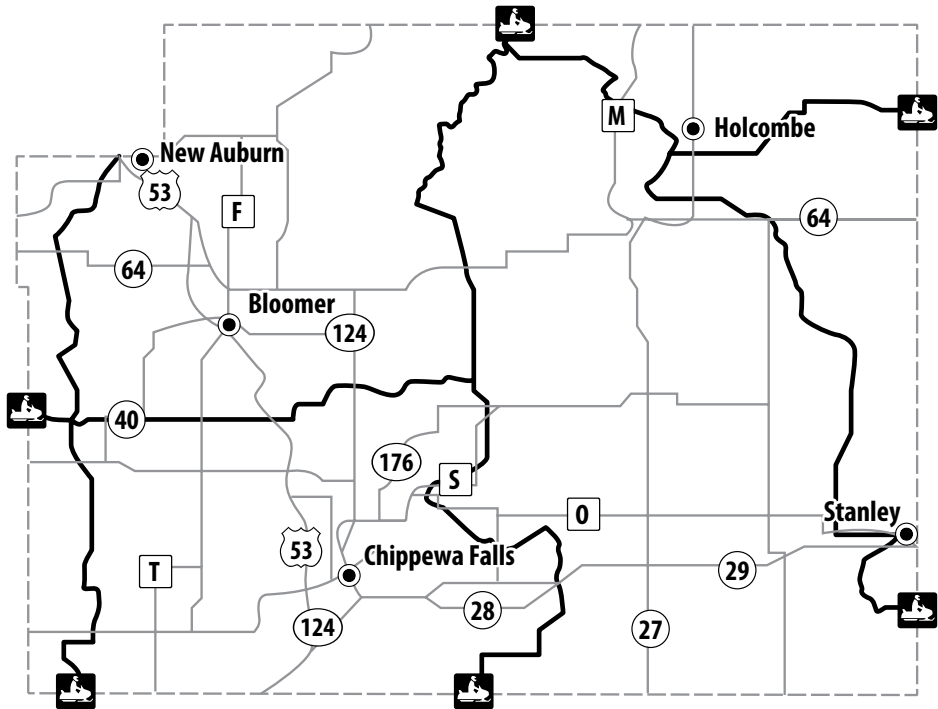 M
Holcombe
New Auburn
53
F
64
64
Bloomer
124
40
176
S
O
Stanley
53
Chippewa Falls
T
29
28
124
27